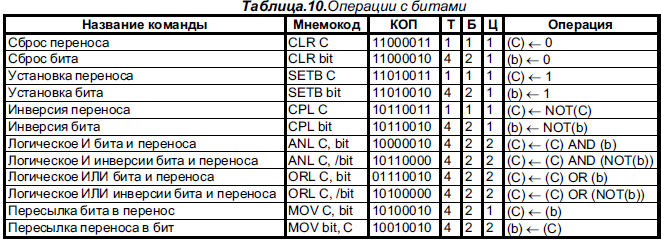 Таблица.10.Операции с битами
Название команды Мнемокод КОП Т Б Ц Операция
Сброс переноса CLR C 11000011 1 1 1 (C) ← 0
Сброс бита CLR bit 11000010 4 2 1 (b) ← 0
Установка переноса SETB C 11010011 1 1 1 (C) ← 1
Установка бита SETB bit 11010010 4 2 1 (b) ← 1
Инверсия переноса CPL C 10110011 1 1 1 (C) ← NOT(C)
Инверсия бита CPL bit 10110010 4 2 1 (b) ← NOT(b)
Логическое И бита и переноса ANL C, bit 10000010 4 2 2 (C) ← (C) AND (b)
Логическое И инверсии бита и переноса ANL C, /bit 10110000 4 2 2 (C) ← (C) AND (NOT(b))
Логическое ИЛИ бита и переноса ORL C, bit 01110010 4 2 2 (C) ← (C) OR (b)
Логическое ИЛИ инверсии бита и переноса ORL C, /bit 10100000 4 2 2 (C) ← (C) OR (NOT(b))
Пересылка бита в перенос MOV C, bit 10100010 4 2 1 (C) ← (b)
Пересылка переноса в бит MOV bit, C 10010010 4 2 2 (b) ← (C)